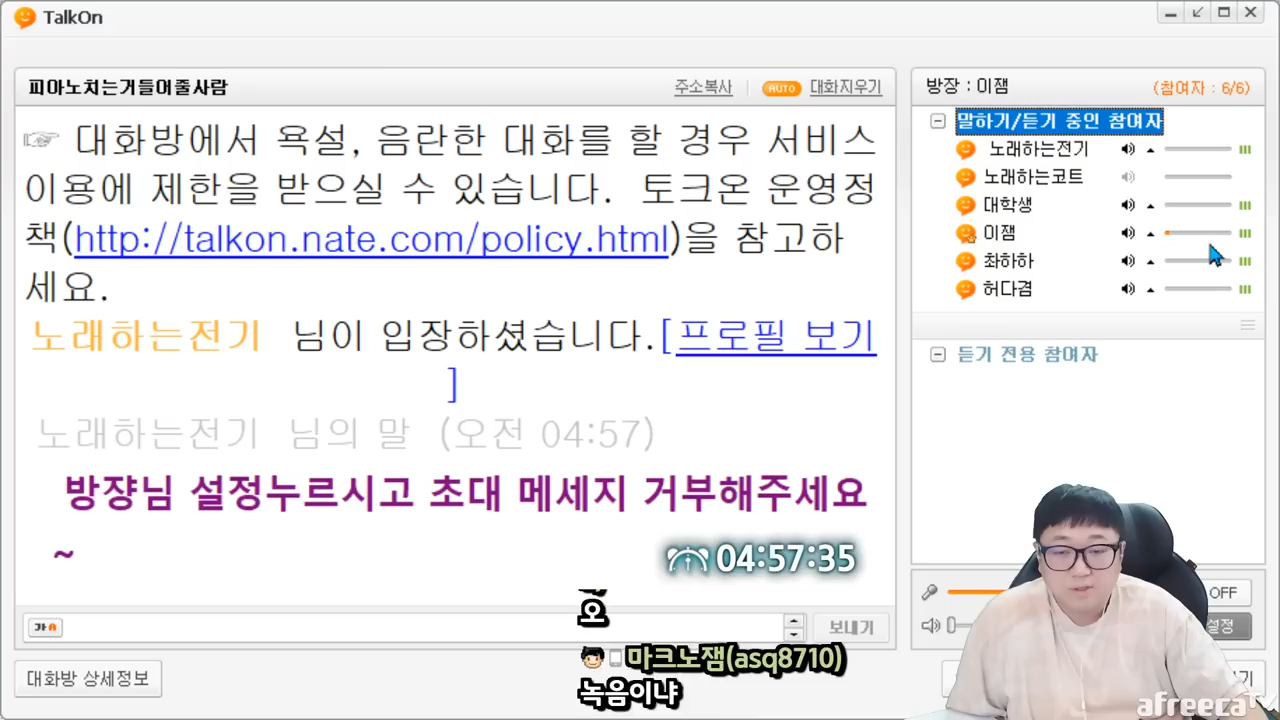 TalkOn
피아노치는거들어줄사람
주소복사
AUTO
대화지우기
☞ 대화방에서 욕설, 음란한 대화를 할 경우 서비스
이용에 제한을 받으실 수 있습니다. 토크온 운영정
책(http://talkon.nate.com/policy.html)을 참고하
세요.
노래하는전기 님이 입장하셨습니다.[프로필 보기
]
노래하는전기 님의 말 (오전 04:57)
방쟝님 설정누르시고 초대 메세지 거부해주세요
~
04:57:35
오
마크노잼(asq8710)
녹음이냐
가A
보내기
대화방 상세정보
방장 : 이잼
(참여자 : 6/6)
말하기/듣기 중인 참여자
노래하는전기
노래하는코트
대학생
이잼
촤하하
허다겸
듣기 전용 참여자
OFF
설정
기
afreecaTV